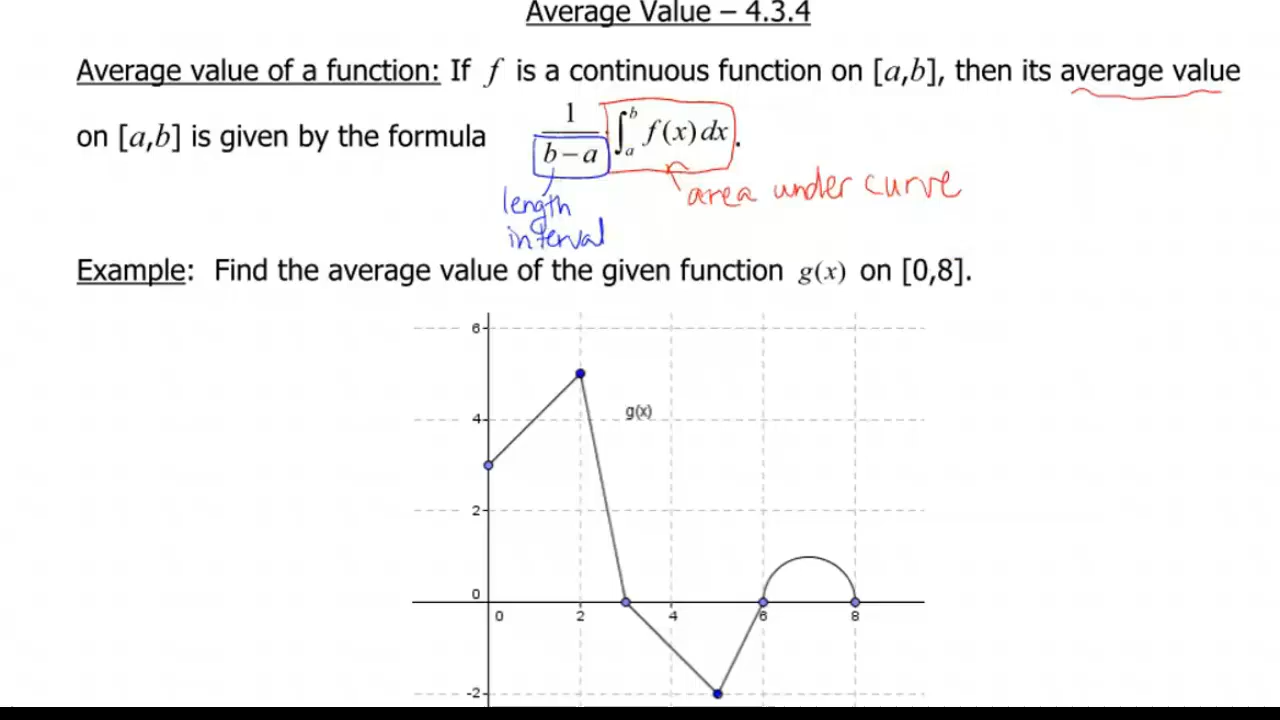 Average Value – 4.3.4
Average value of a function: If f is a continuous function on [a,b], then its average value
on [a,b] is given by the formula 1/(b−a) ∫_a^b f(x) dx.
area under curve
length
interval
Example: Find the average value of the given function g(x) on [0,8].
6
g(x)
4
2
0
0 2 4 6 8
-2